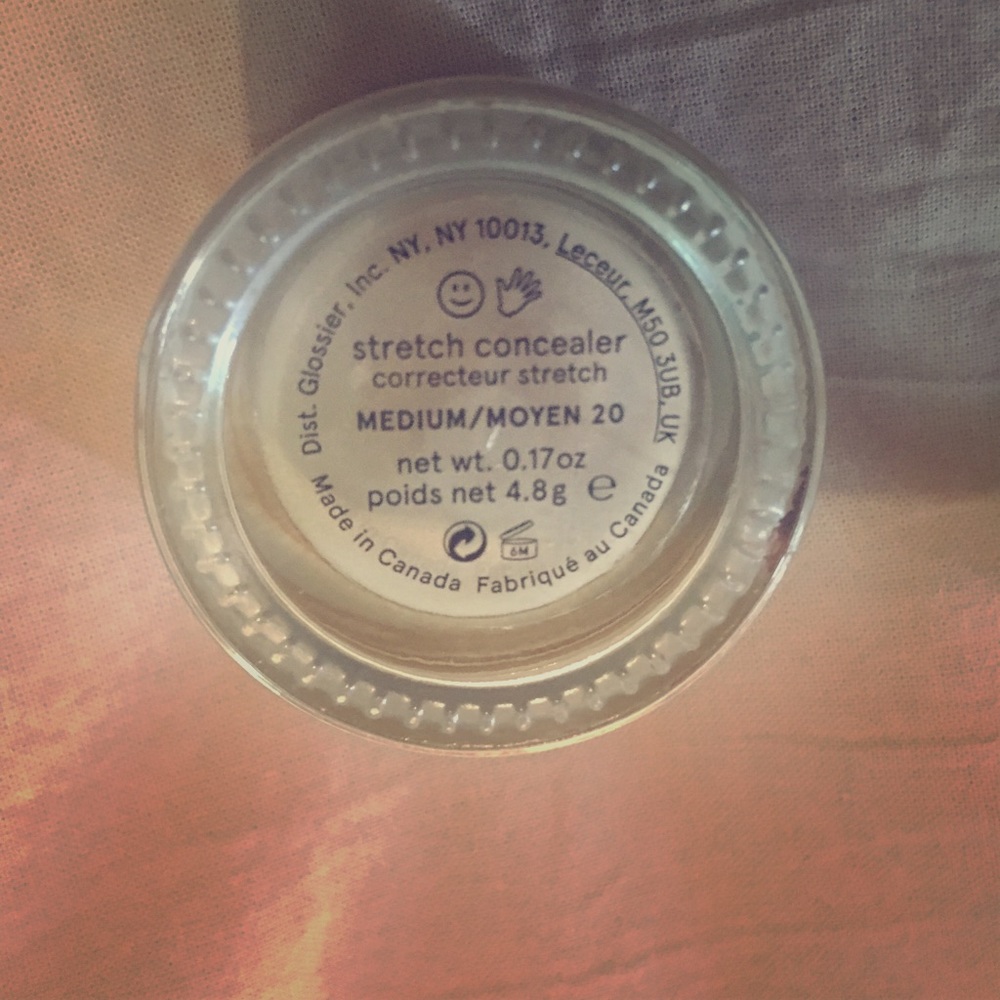 Dist. Glossier, Inc. NY, NY 10013, Leceur, M50 3UB, UK
stretch concealer
correcteur stretch
MEDIUM/MOYEN 20
net wt. 0.17oz
poids net 4.8g ℮
6M
Made in Canada Fabriqué au Canada